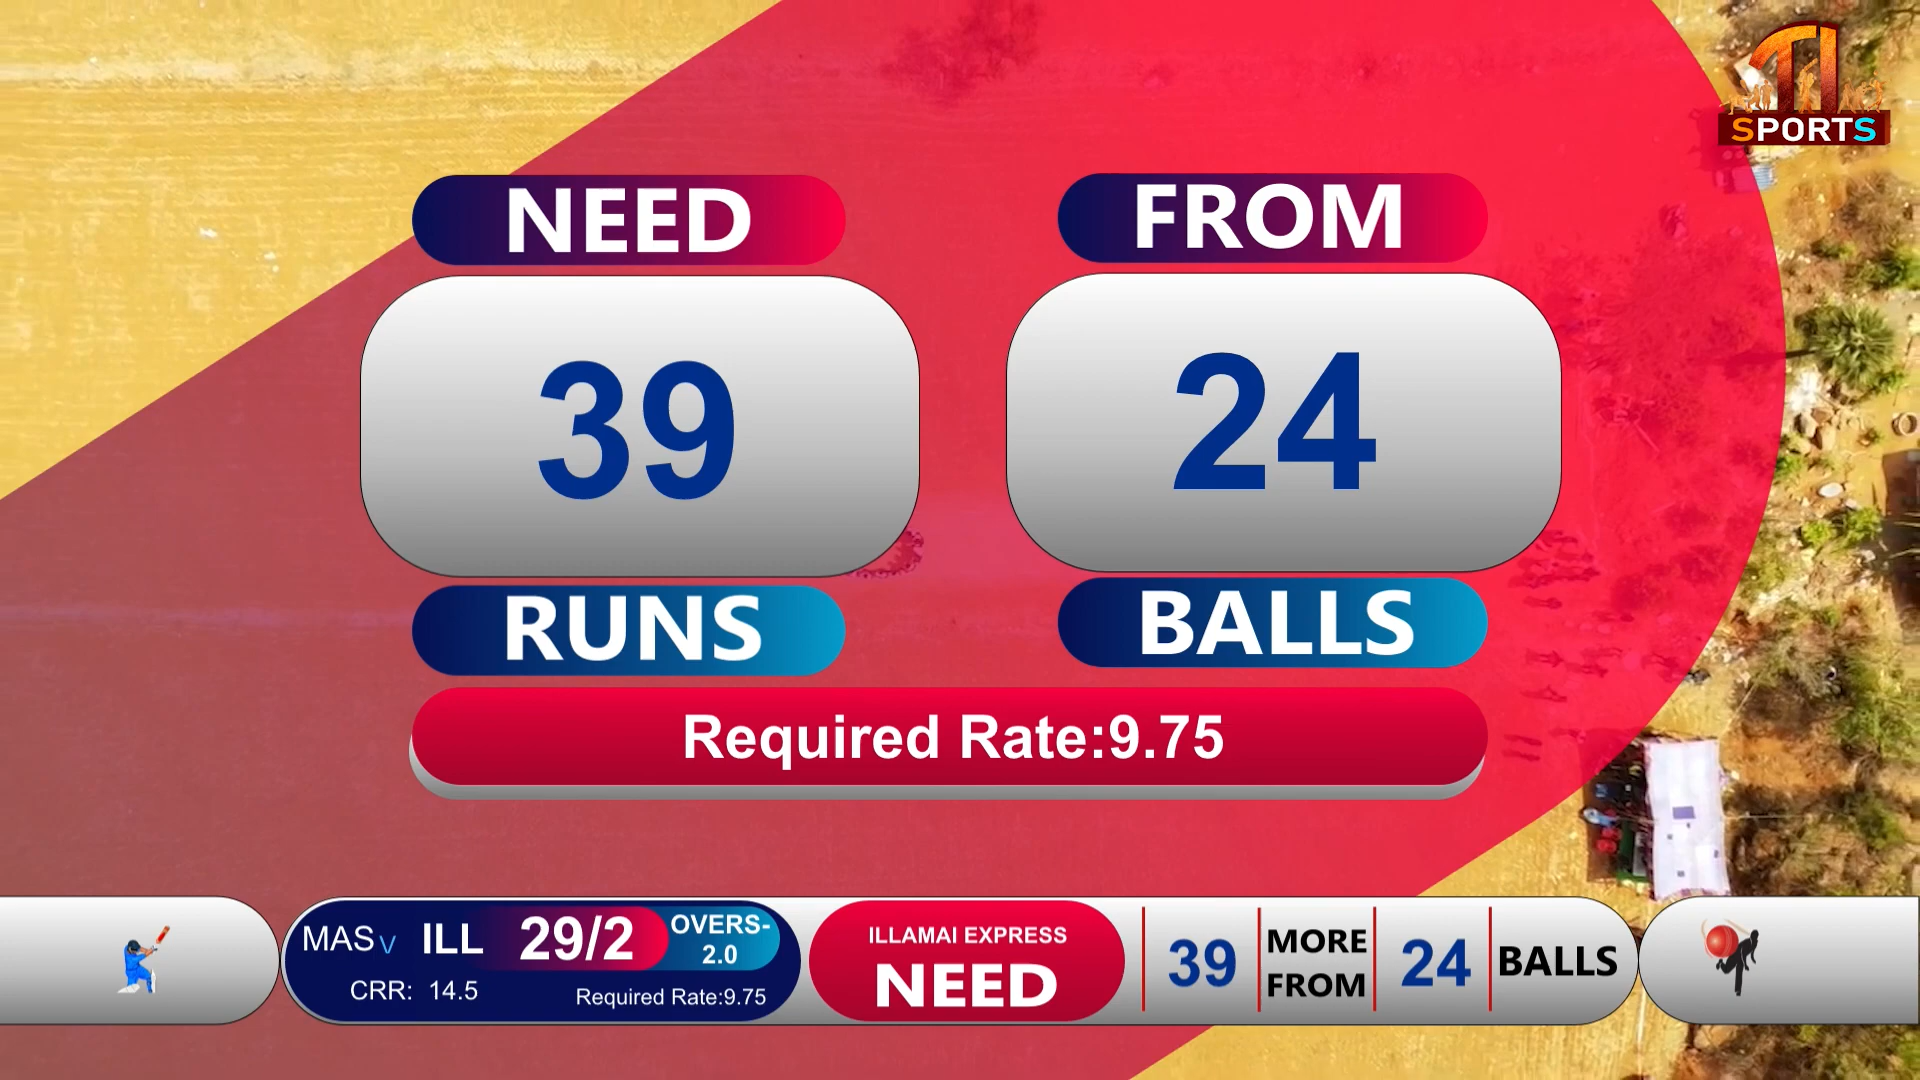 TI
SPORTS
NEED
FROM
39
24
RUNS
BALLS
Required Rate:9.75
MAS v ILL 29/2 OVERS-
2.0
CRR: 14.5
Required Rate:9.75
ILLAMAI EXPRESS
NEED
39
MORE
FROM
24
BALLS